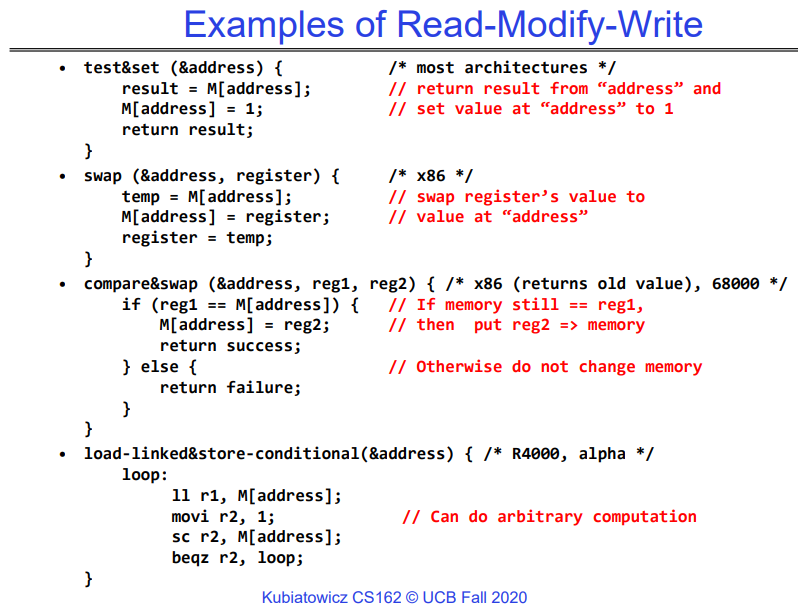 Examples of Read-Modify-Write
• test&set (&address) { /* most architectures */
result = M[address]; // return result from “address” and
M[address] = 1; // set value at “address” to 1
return result;
}
• swap (&address, register) { /* x86 */
temp = M[address]; // swap register’s value to
M[address] = register; // value at “address”
register = temp;
}
• compare&swap (&address, reg1, reg2) { /* x86 (returns old value), 68000 */
if (reg1 == M[address]) { // If memory still == reg1,
M[address] = reg2; // then put reg2 => memory
return success;
} else { // Otherwise do not change memory
return failure;
}
}
• load-linked&store-conditional(&address) { /* R4000, alpha */
loop:
ll r1, M[address];
movi r2, 1; // Can do arbitrary computation
sc r2, M[address];
beqz r2, loop;
}
Kubiatowicz CS162 © UCB Fall 2020